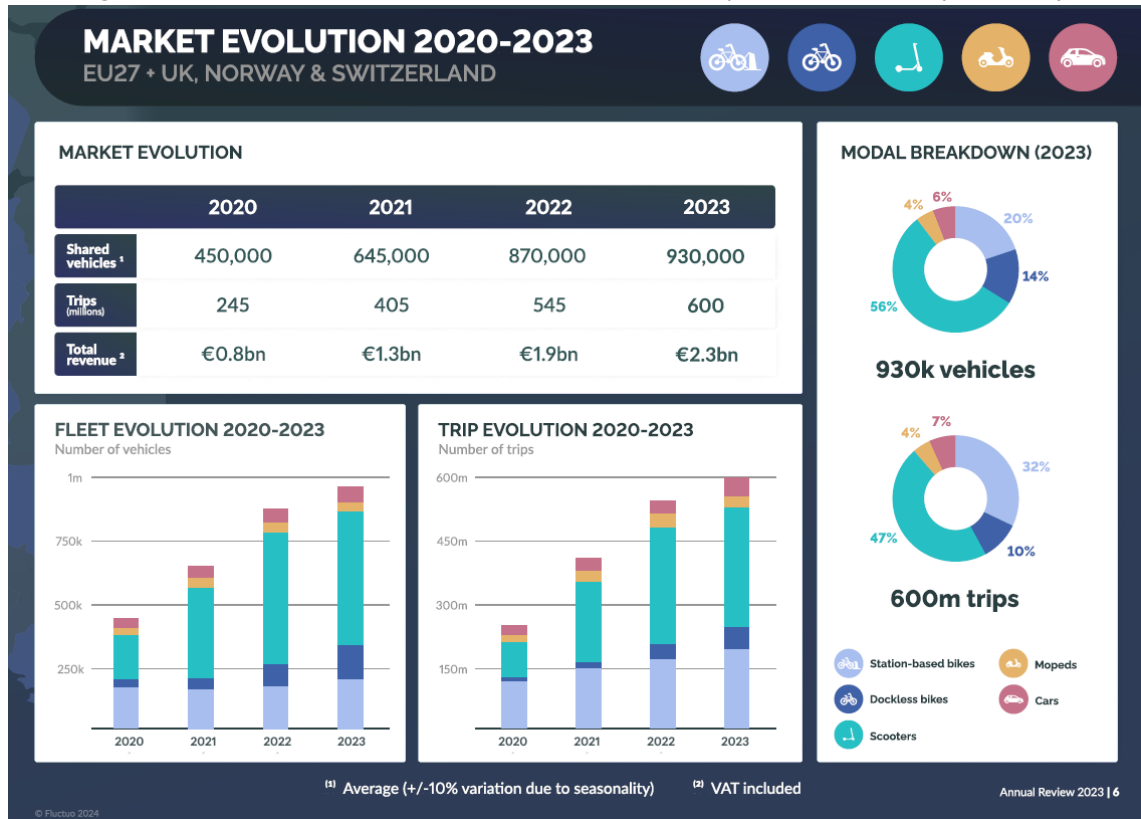 MARKET EVOLUTION 2020-2023
EU27 + UK, NORWAY & SWITZERLAND
MARKET EVOLUTION
2020 2021 2022 2023
Shared vehicles ¹ 450,000 645,000 870,000 930,000
Trips (millions) 245 405 545 600
Total revenue ² €0.8bn €1.3bn €1.9bn €2.3bn
FLEET EVOLUTION 2020-2023
Number of vehicles
1m
750k
500k
250k
2020 2021 2022 2023
TRIP EVOLUTION 2020-2023
Number of trips
600m
450m
300m
150m
2020 2021 2022 2023
MODAL BREAKDOWN (2023)
4% 6%
20%
14%
56%
930k vehicles
4% 7%
32%
47%
10%
600m trips
Station-based bikes
Mopeds
Dockless bikes
Cars
Scooters
⁽¹⁾ Average (+/-10% variation due to seasonality) ⁽²⁾ VAT included
Annual Review 2023 | 6
© Fluctuo 2024